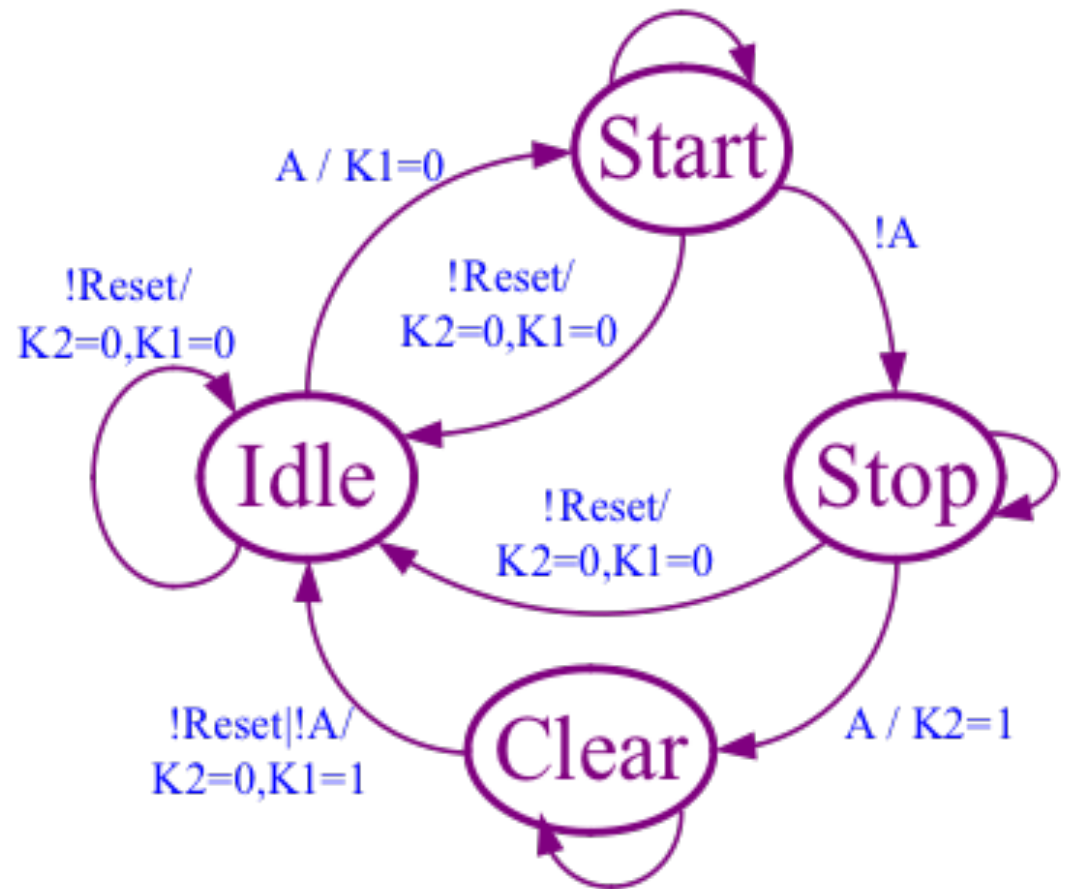 Start
A / K1=0
!A
!Reset/
K2=0,K1=0
!Reset/
K2=0,K1=0
Idle
Stop
!Reset/
K2=0,K1=0
!Reset|!A/
K2=0,K1=1
Clear
A / K2=1